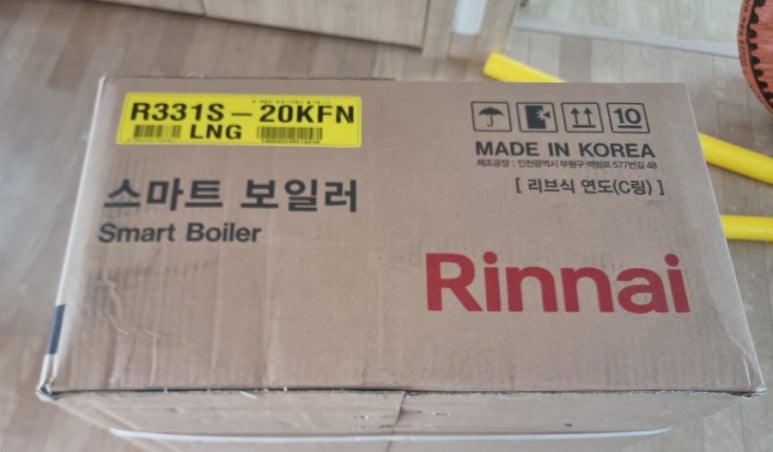 R331S-20KFN
LNG
스마트 보일러
Smart Boiler
10
MADE IN KOREA
제조공장 : 인천광역시 부평구 백범로 577번길 48
[ 리브식 연도(C링) ]
Rinnai